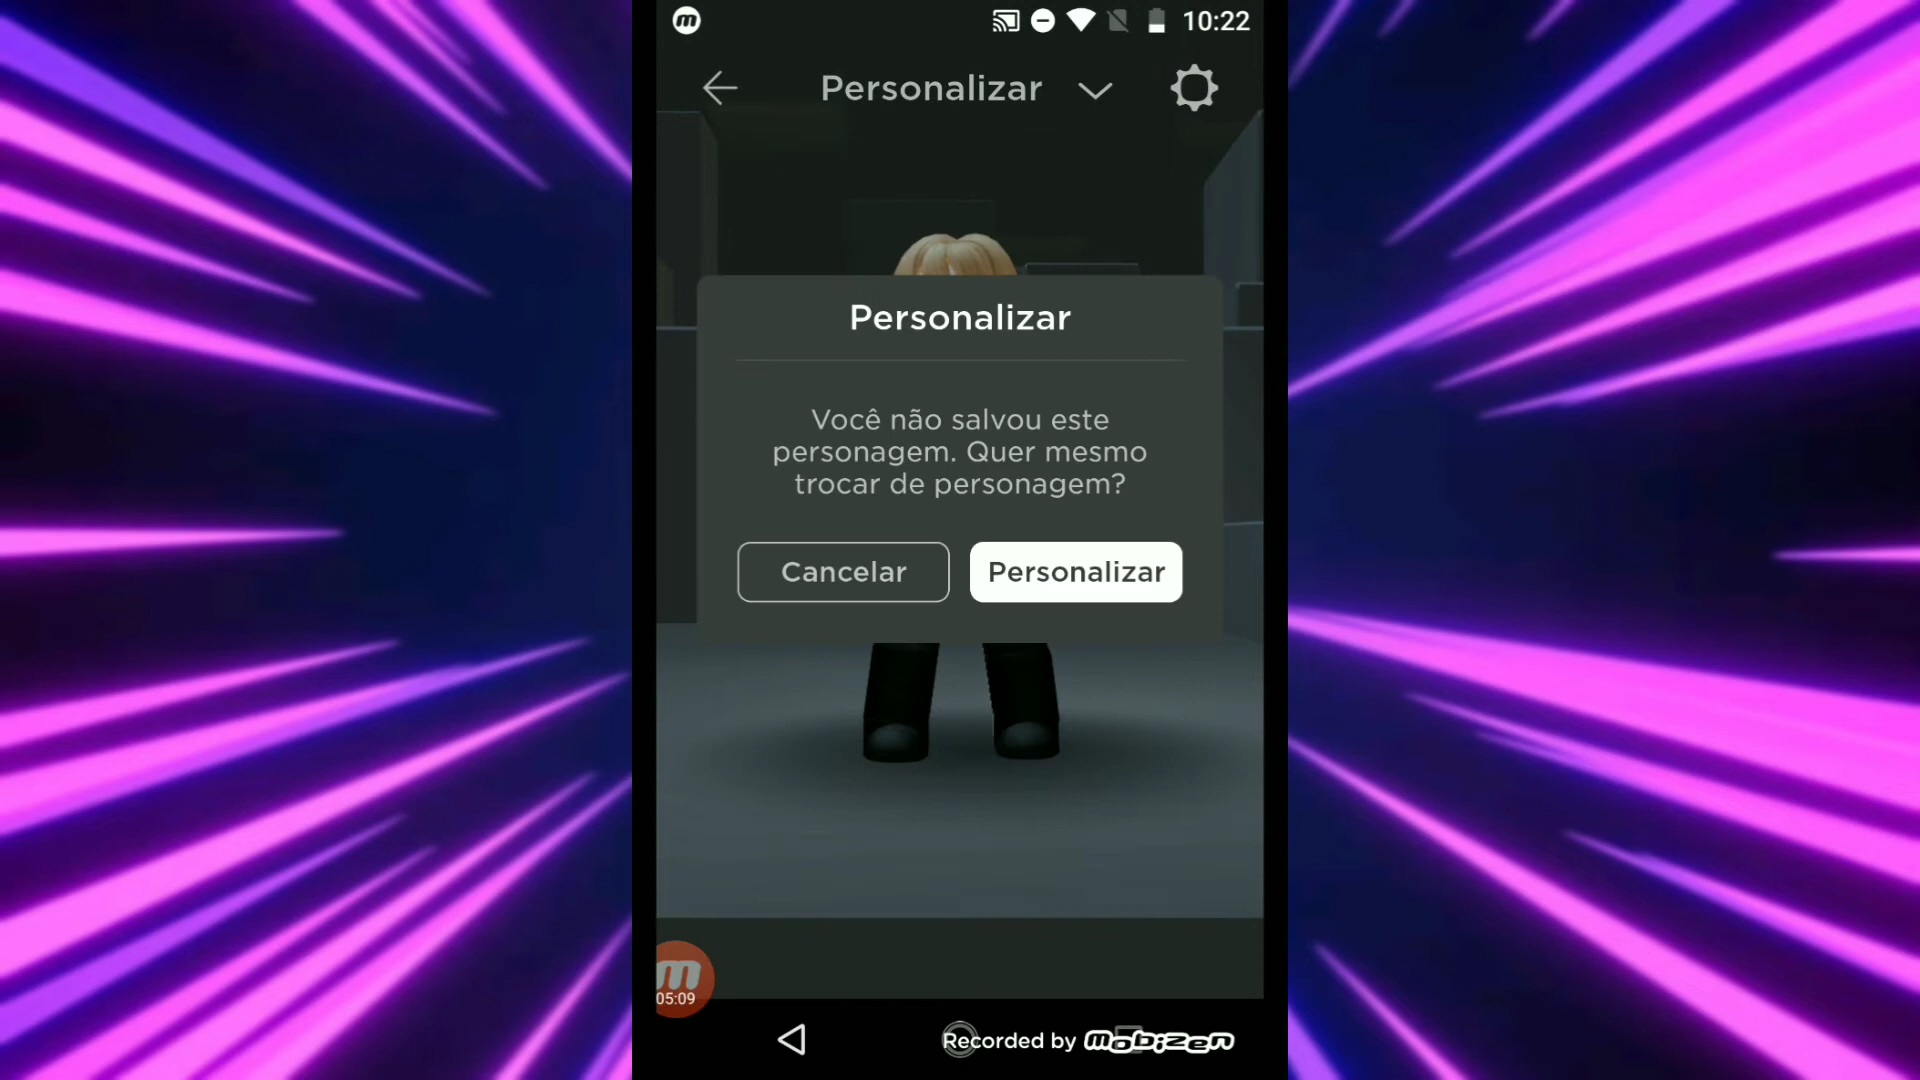 m
10:22
Personalizar
Personalizar
Você não salvou este
personagem. Quer mesmo
trocar de personagem?
Cancelar
Personalizar
m
05:09
Recorded by mobizen